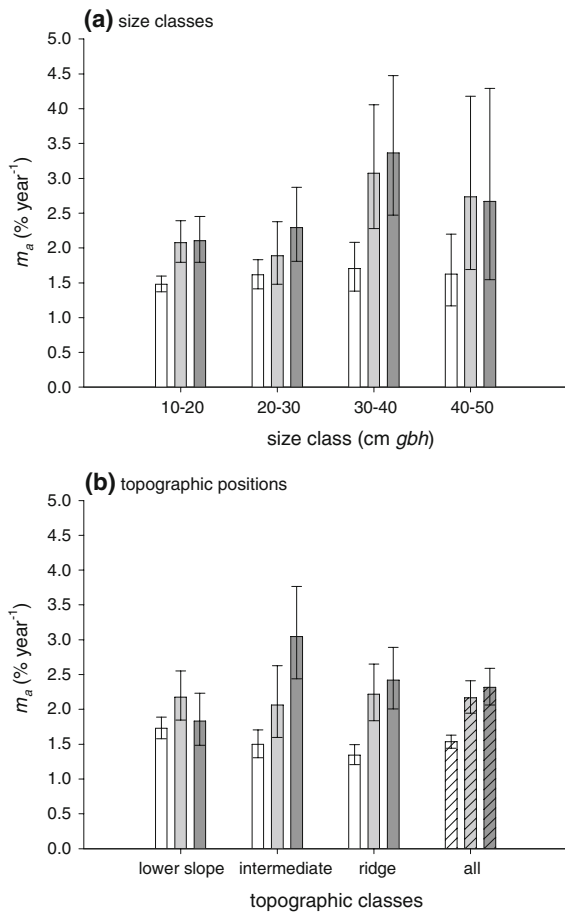 (a) size classes
5.0
4.5
4.0
3.5
3.0
2.5
2.0
1.5
1.0
0.5
0.0
m_a (% year⁻¹)
10-20 20-30 30-40 40-50
size class (cm gbh)
(b) topographic positions
5.0
4.5
4.0
3.5
3.0
2.5
2.0
1.5
1.0
0.5
0.0
m_a (% year⁻¹)
lower slope intermediate ridge all
topographic classes